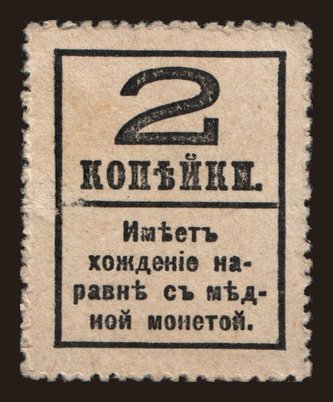 2
КОПѢЙКИ.
Имѣетъ
хожденіе на-
равнѣ съ мѣд-
ной монетой.